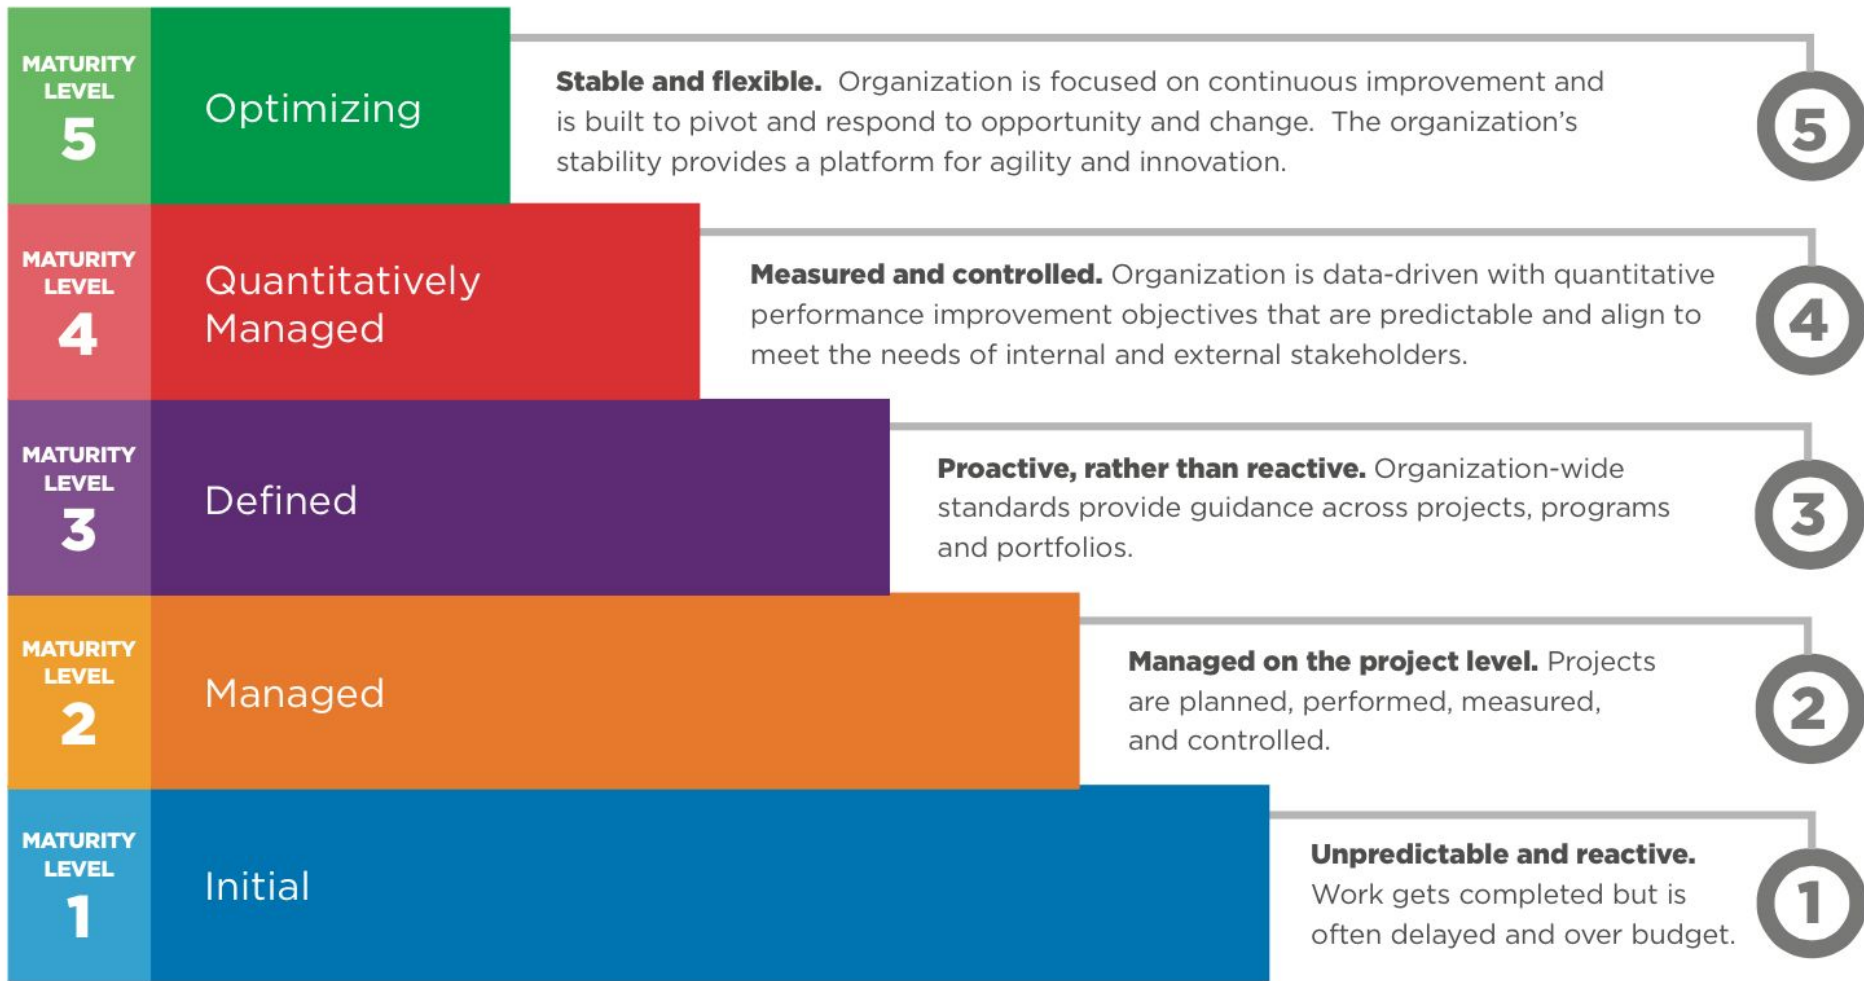 MATURITY
LEVEL
5
Optimizing
Stable and flexible. Organization is focused on continuous improvement and
is built to pivot and respond to opportunity and change. The organization’s
stability provides a platform for agility and innovation.
5
MATURITY
LEVEL
4
Quantitatively
Managed
Measured and controlled. Organization is data-driven with quantitative
performance improvement objectives that are predictable and align to
meet the needs of internal and external stakeholders.
4
MATURITY
LEVEL
3
Defined
Proactive, rather than reactive. Organization-wide
standards provide guidance across projects, programs
and portfolios.
3
MATURITY
LEVEL
2
Managed
Managed on the project level. Projects
are planned, performed, measured,
and controlled.
2
MATURITY
LEVEL
1
Initial
Unpredictable and reactive.
Work gets completed but is
often delayed and over budget.
1